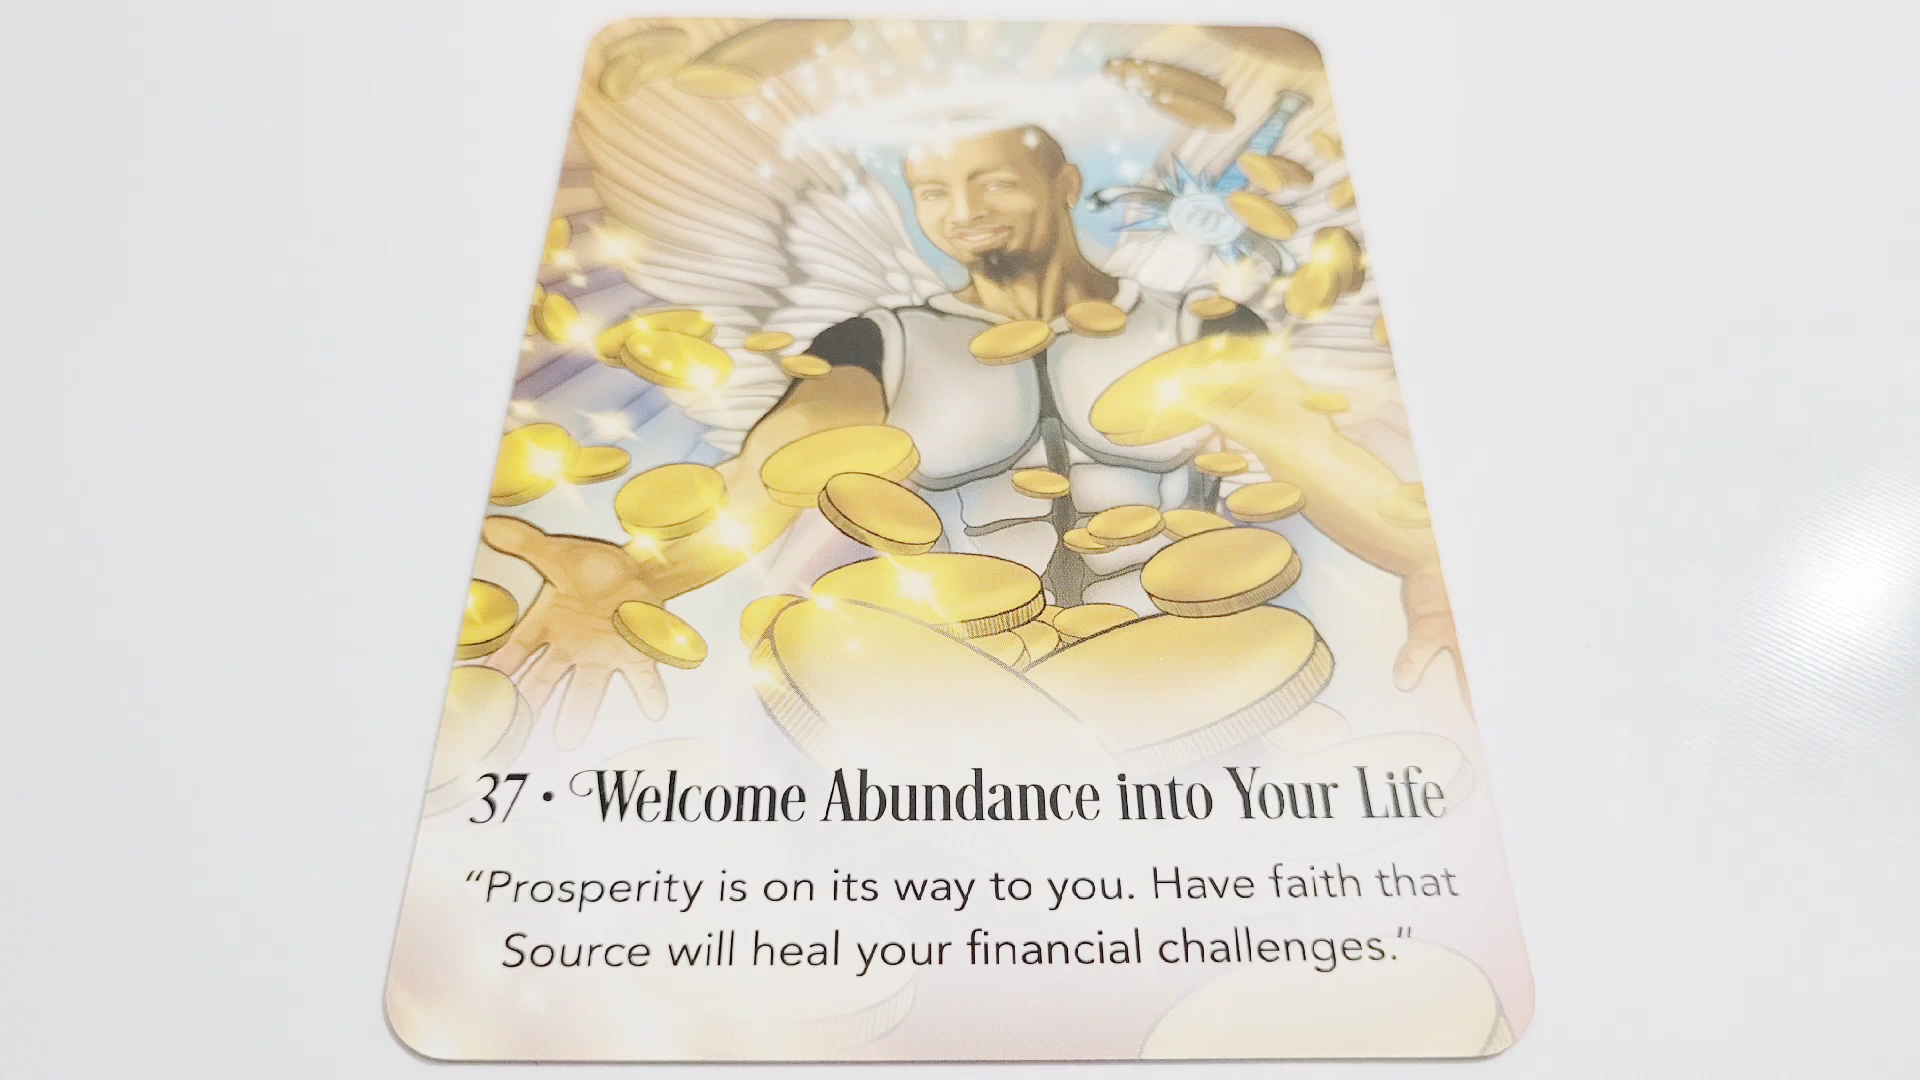 37 • Welcome Abundance into Your Life
“Prosperity is on its way to you. Have faith that
Source will heal your financial challenges.”